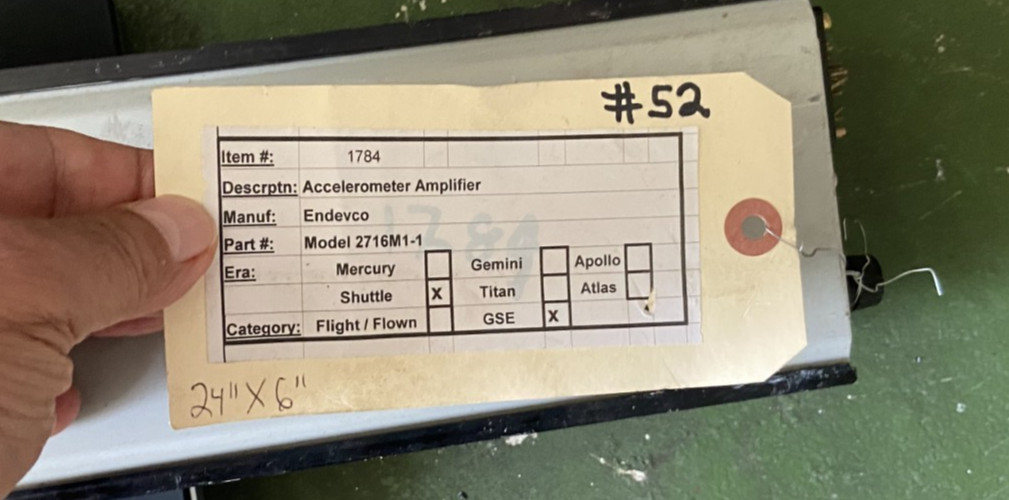 #52
Item #: 1784
Descrptn: Accelerometer Amplifier
Manuf: Endevco
Part #: Model 2716M1-1
Era: Mercury Gemini Apollo
Shuttle X Titan Atlas
Category: Flight / Flown GSE X
24" X 6"